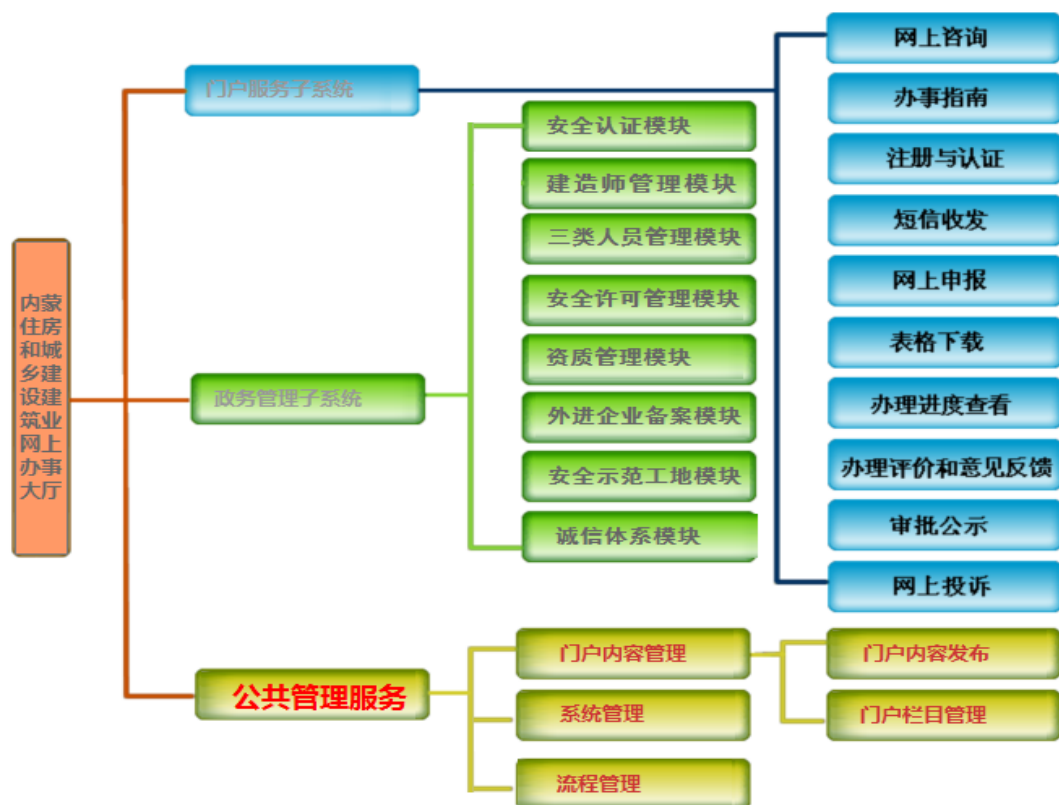 内蒙
住房
和城
乡建
设建
筑业
网上
办事
大厅
门户服务子系统
网上咨询
办事指南
注册与认证
短信收发
网上申报
表格下载
办理进度查看
办理评价和意见反馈
审批公示
网上投诉
政务管理子系统
安全认证模块
建造师管理模块
三类人员管理模块
安全许可管理模块
资质管理模块
外进企业备案模块
安全示范工地模块
诚信体系模块
公共管理服务
门户内容管理
门户内容发布
门户栏目管理
系统管理
流程管理